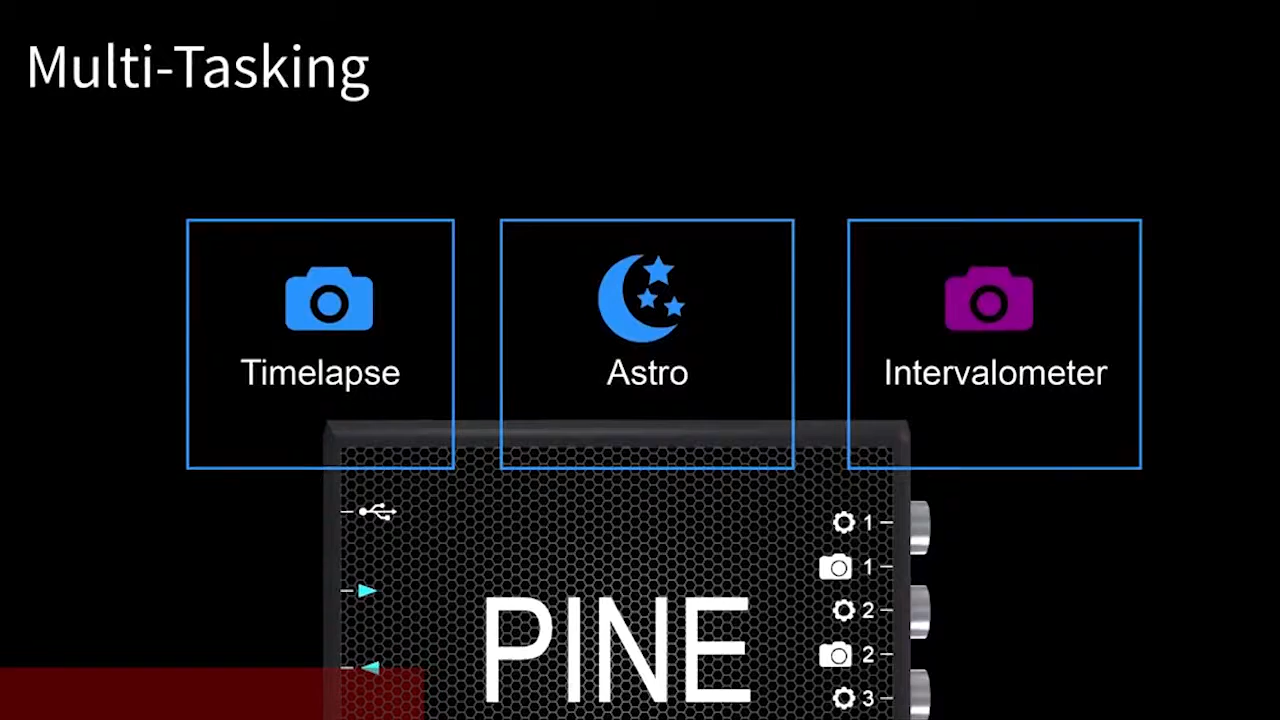 Multi-Tasking
Timelapse
Astro
Intervalometer
1
1
PINE
2
2
3